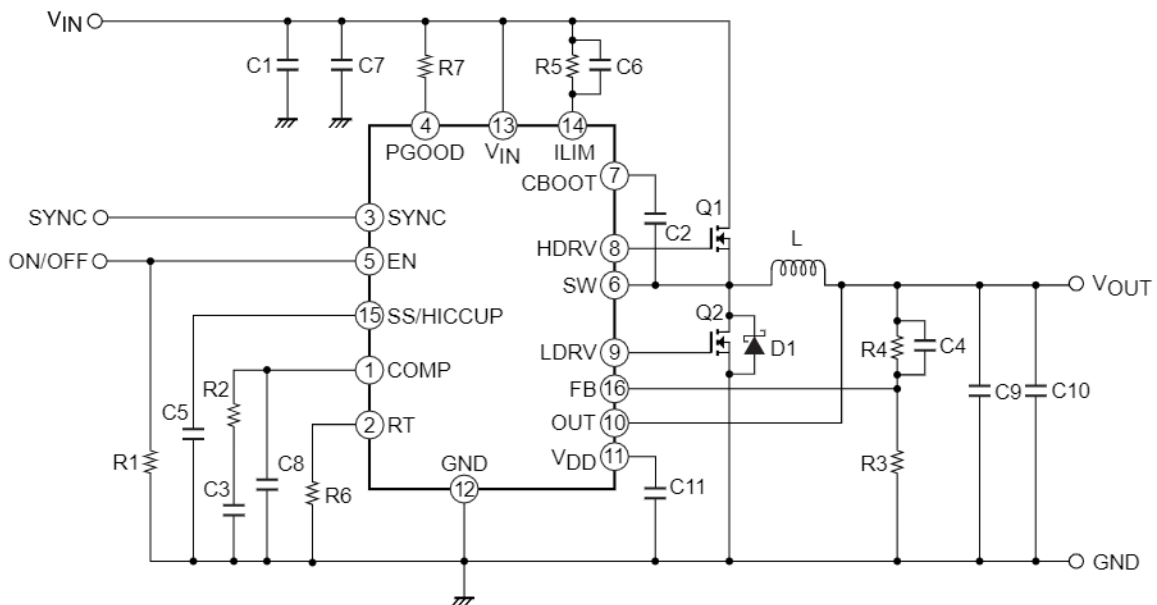 VIN
C1
C7
R7
R5
C6
4
13
14
PGOOD
VIN
ILIM
CBOOT
7
Q1
SYNC
3
SYNC
C2
HDRV
8
L
ON/OFF
5
EN
SW
6
VOUT
15
SS/HICCUP
Q2
D1
LDRV
9
R4
C4
1
COMP
R2
FB
16
C9
C10
C5
OUT
10
2
RT
VDD
11
R1
C3
C8
R6
GND
12
C11
R3
GND